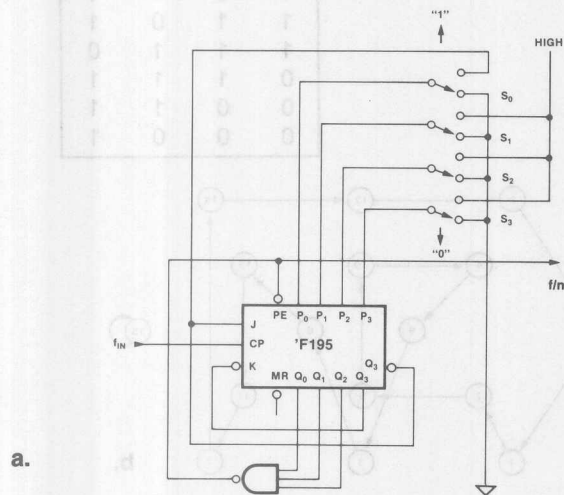 "1"
HIGH
S₀
S₁
S₂
S₃
"0"
f/n
PE P₀ P₁ P₂ P₃
J
fIN
CP
'F195
K
Q₃
MR Q₀ Q₁ Q₂ Q₃
a.